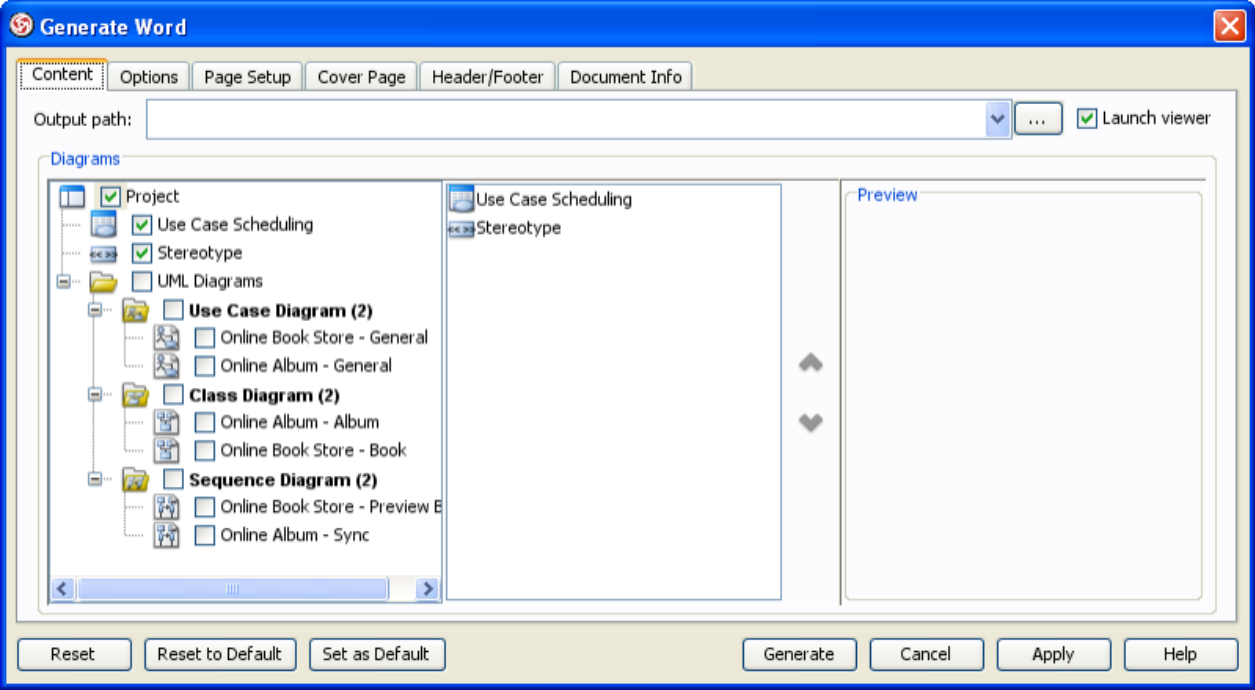 Generate Word
Content Options Page Setup Cover Page Header/Footer Document Info
Output path: ... Launch viewer
Diagrams
Project
Use Case Scheduling
Stereotype
UML Diagrams
Use Case Diagram (2)
Online Book Store - General
Online Album - General
Class Diagram (2)
Online Album - Album
Online Book Store - Book
Sequence Diagram (2)
Online Book Store - Preview
Online Album - Sync
Use Case Scheduling
<< >> Stereotype
Preview
Reset Reset to Default Set as Default Generate Cancel Apply Help